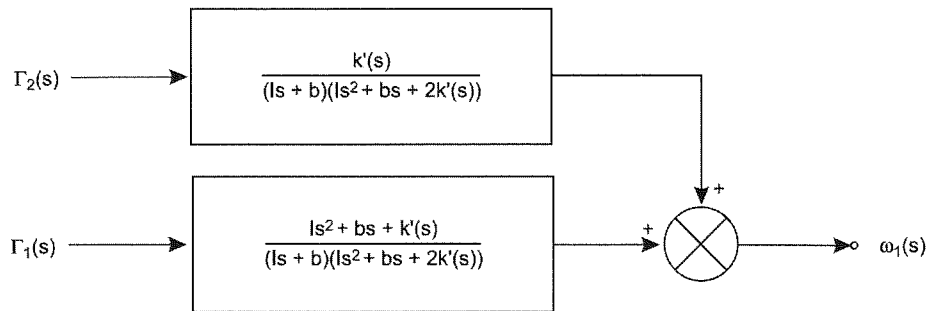 Γ₂(s)
k'(s)
(Is + b)(Is² + bs + 2k'(s))
+
Γ₁(s)
Is² + bs + k'(s)
(Is + b)(Is² + bs + 2k'(s))
+
ω₁(s)